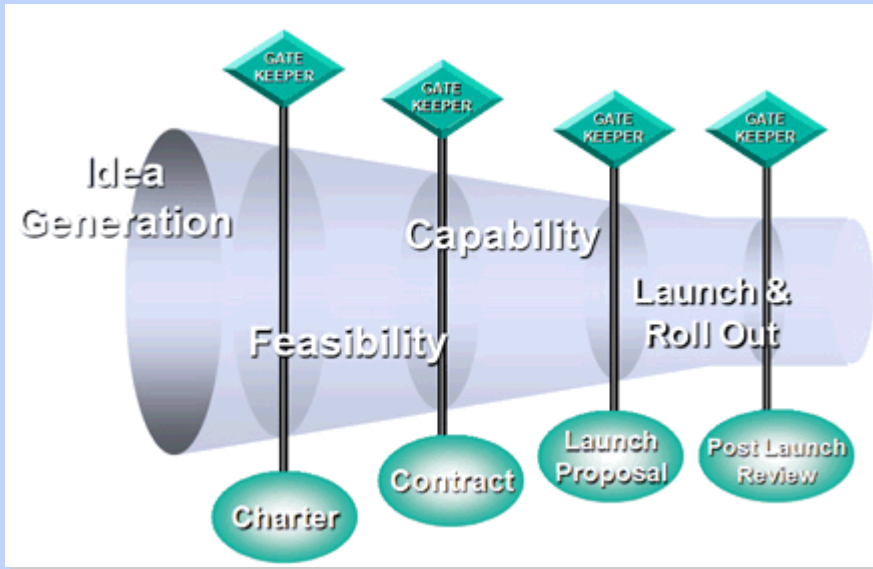 GATE
KEEPER
GATE
KEEPER
GATE
KEEPER
GATE
KEEPER
Idea
Generation
Capability
Launch &
Roll Out
Feasibility
Charter
Contract
Launch
Proposal
Post Launch
Review